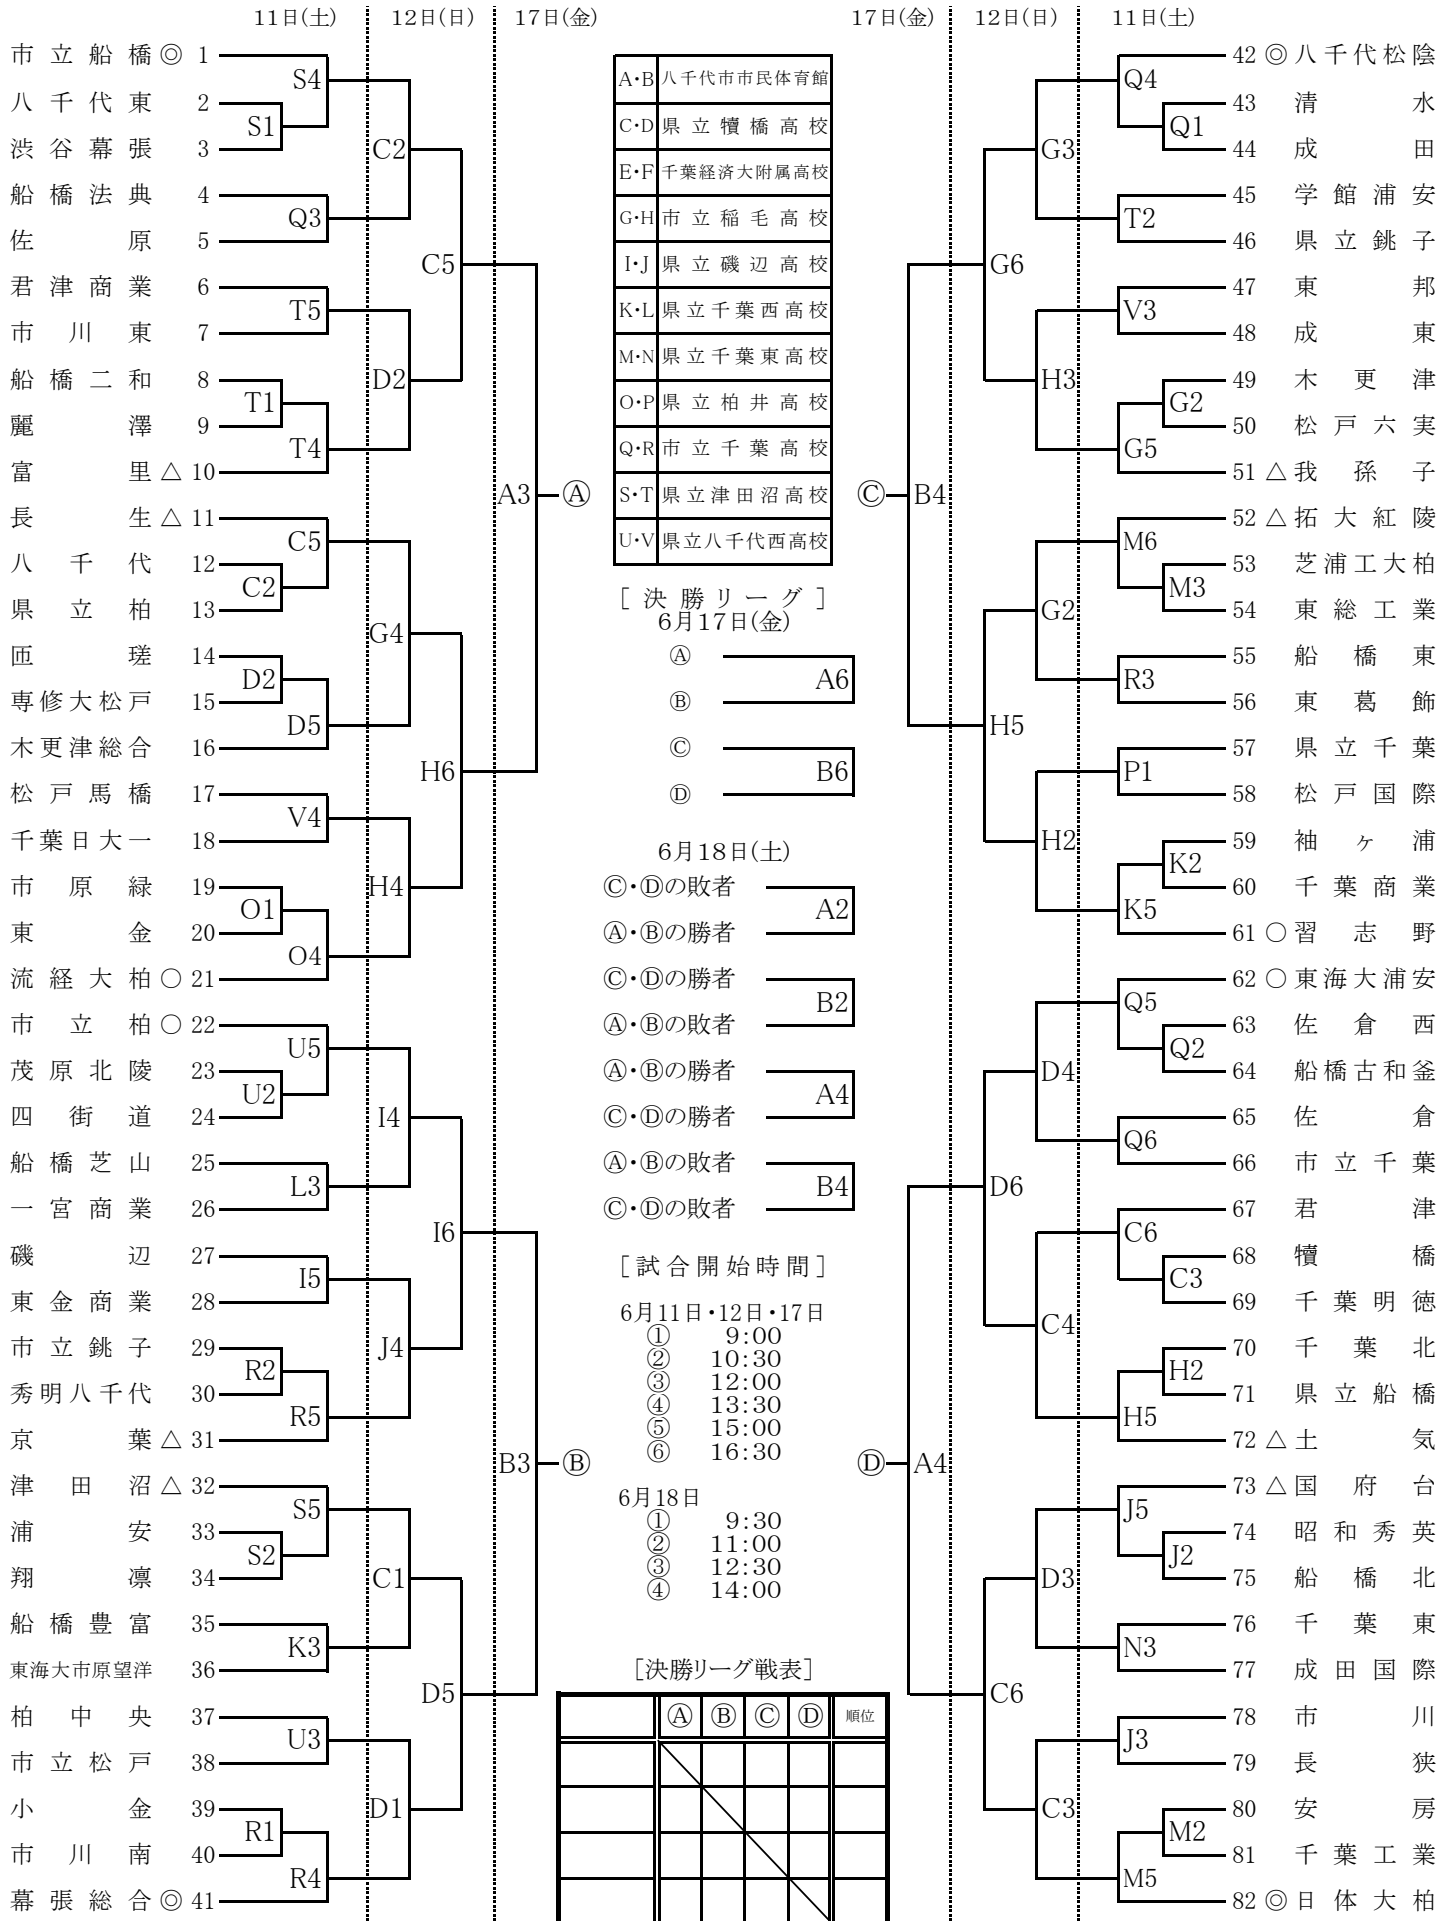 11日(土) 12日(日) 17日(金) 17日(金) 12日(日) 11日(土)
市立船橋◎ 1
八千代東 2
渋谷幕張 3
船橋法典 4
佐原 5
君津商業 6
市川東 7
船橋二和 8
麗澤 9
富里△ 10
長生△ 11
八千代 12
県立柏 13
匝瑳 14
専修大松戸 15
木更津総合 16
松戸馬橋 17
千葉日大一 18
市原緑 19
東金 20
流経大柏○ 21
市立柏○ 22
茂原北陵 23
四街道 24
船橋芝山 25
一宮商業 26
磯辺 27
東金商業 28
市立銚子 29
秀明八千代 30
京葉△ 31
津田沼△ 32
浦安 33
翔凛 34
船橋豊富 35
東海大市原望洋 36
柏中央 37
市立松戸 38
小金 39
市川南 40
幕張総合◎ 41
S4
S1
Q3
T5
T1
T4
C5
C2
D2
D5
V4
O1
O4
U5
U2
L3
I5
R2
R5
S5
S2
K3
U3
R1
R4
C2
D2
G4
H4
I4
J4
C1
D1
C5
H6
I6
D5
A3 Ⓐ
B3 Ⓑ
A・B 八千代市市民体育館
C・D 県立犢橋高校
E・F 千葉経済大附属高校
G・H 市立稲毛高校
I・J 県立磯辺高校
K・L 県立千葉西高校
M・N 県立千葉東高校
O・P 県立柏井高校
Q・R 市立千葉高校
S・T 県立津田沼高校
U・V 県立八千代西高校
[決勝リーグ]
6月17日(金)
Ⓐ
A6
Ⓑ
Ⓒ
B6
Ⓓ
6月18日(土)
Ⓒ・Ⓓの敗者
A2
Ⓐ・Ⓑの勝者
Ⓒ・Ⓓの勝者
B2
Ⓐ・Ⓑの敗者
Ⓐ・Ⓑの勝者
A4
Ⓒ・Ⓓの勝者
Ⓐ・Ⓑの敗者
B4
Ⓒ・Ⓓの敗者
[試合開始時間]
6月11日・12日・17日
① 9:00
② 10:30
③ 12:00
④ 13:30
⑤ 15:00
⑥ 16:30
6月18日
① 9:30
② 11:00
③ 12:30
④ 14:00
[決勝リーグ戦表]
Ⓐ Ⓑ Ⓒ Ⓓ 順位
Ⓒ B4
Ⓓ A4
G6
H5
D6
C6
G3
H3
G2
H2
D4
C4
D3
C3
Q4
Q1
T2
V3
G2
G5
M6
M3
R3
P1
K2
K5
Q5
Q2
Q6
C6
C3
H2
H5
J5
J2
N3
J3
M2
M5
42 ◎八千代松陰
43 清水
44 成田
45 学館浦安
46 県立銚子
47 東邦
48 成東
49 木更津
50 松戸六実
51 △我孫子
52 △拓大紅陵
53 芝浦工大柏
54 東総工業
55 船橋東
56 東葛飾
57 県立千葉
58 松戸国際
59 袖ヶ浦
60 千葉商業
61 ○習志野
62 ○東海大浦安
63 佐倉西
64 船橋古和釜
65 佐倉
66 市立千葉
67 君津
68 犢橋
69 千葉明徳
70 千葉北
71 県立船橋
72 △土気
73 △国府台
74 昭和秀英
75 船橋北
76 千葉東
77 成田国際
78 市川
79 長狭
80 安房
81 千葉工業
82 ◎日体大柏